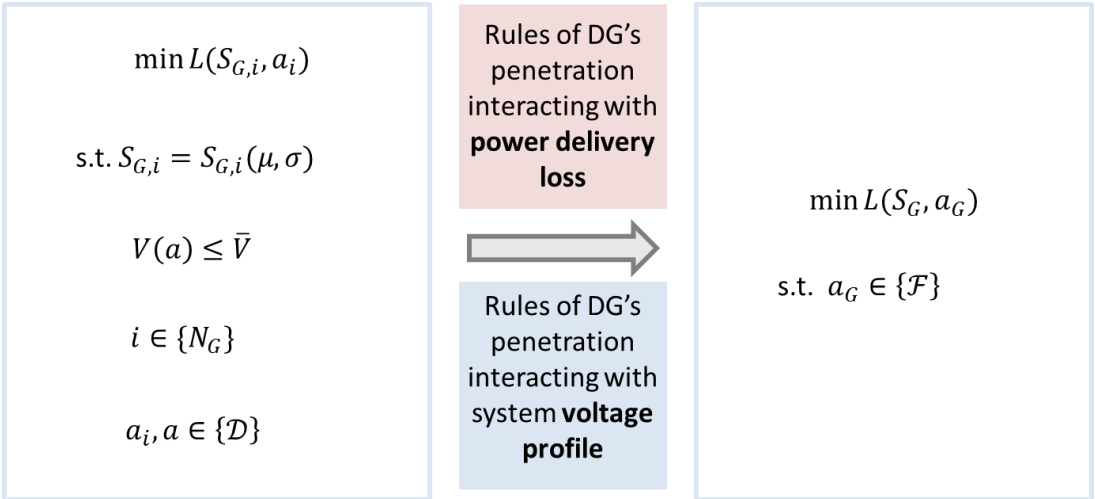 min L(S_{G,i}, a_i)
s.t. S_{G,i} = S_{G,i}(μ, σ)
V(a) ≤ V̄
i ∈ {N_G}
a_i, a ∈ {𝒟}
Rules of DG's
penetration
interacting with
power delivery
loss
Rules of DG's
penetration
interacting with
system voltage
profile
min L(S_G, a_G)
s.t. a_G ∈ {ℱ}